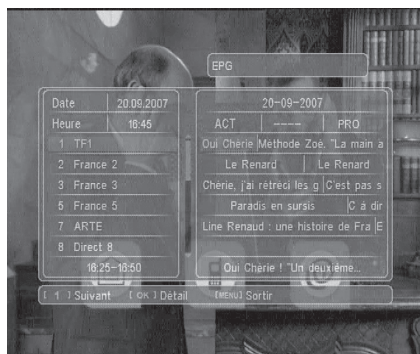 EPG
Date 20.09.2007
Heure 16:45
1 TF1
2 France 2
3 France 3
5 France 5
7 ARTE
8 Direct 8
16:25-16:50
20-09-2007
ACT ---- PRO
Oui Chérie Méthode Zoé. "La main a
Le Renard Le Renard
Chérie, j'ai rétréci les g C'est pas s
Paradis en sursis C à dir
Line Renaud : une histoire de Fra E
Oui Chérie ! "Un deuxième...
[ 1 ] Suivant [ OK ] Détail [MENU] Sortir